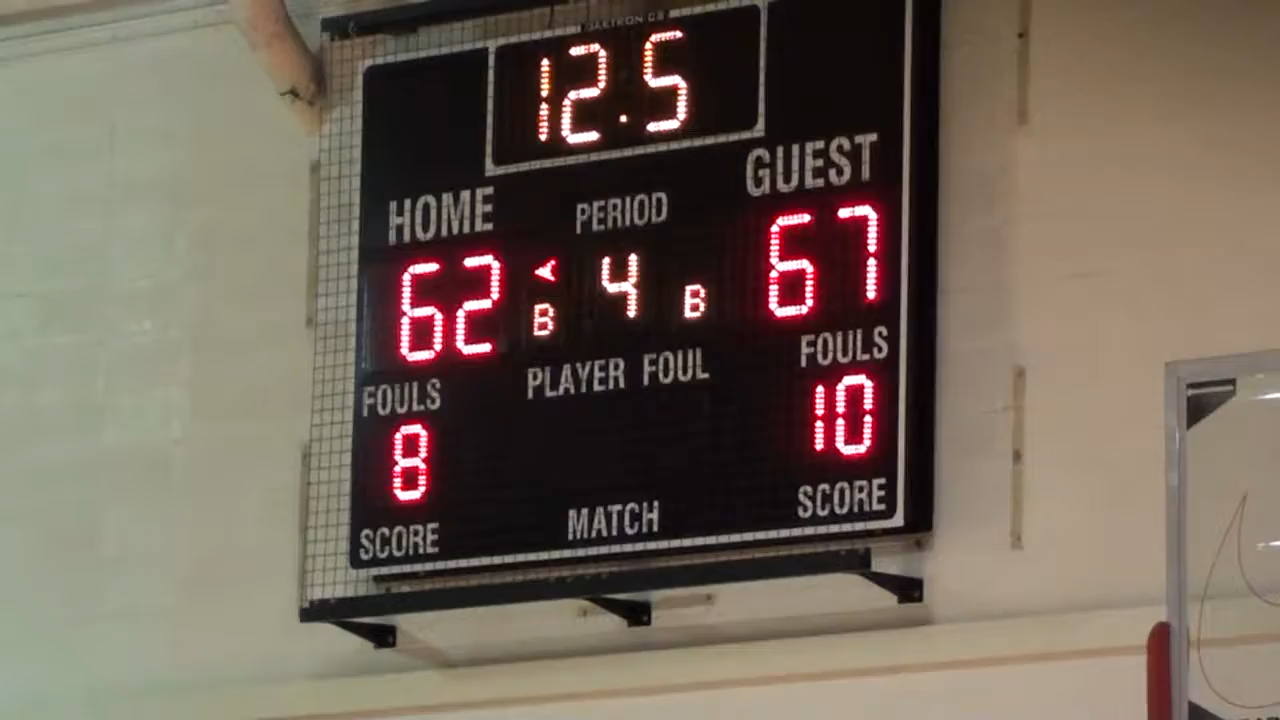 12.5
HOME PERIOD GUEST
62 B 4 B 67
FOULS PLAYER FOUL FOULS
8 10
SCORE MATCH SCORE